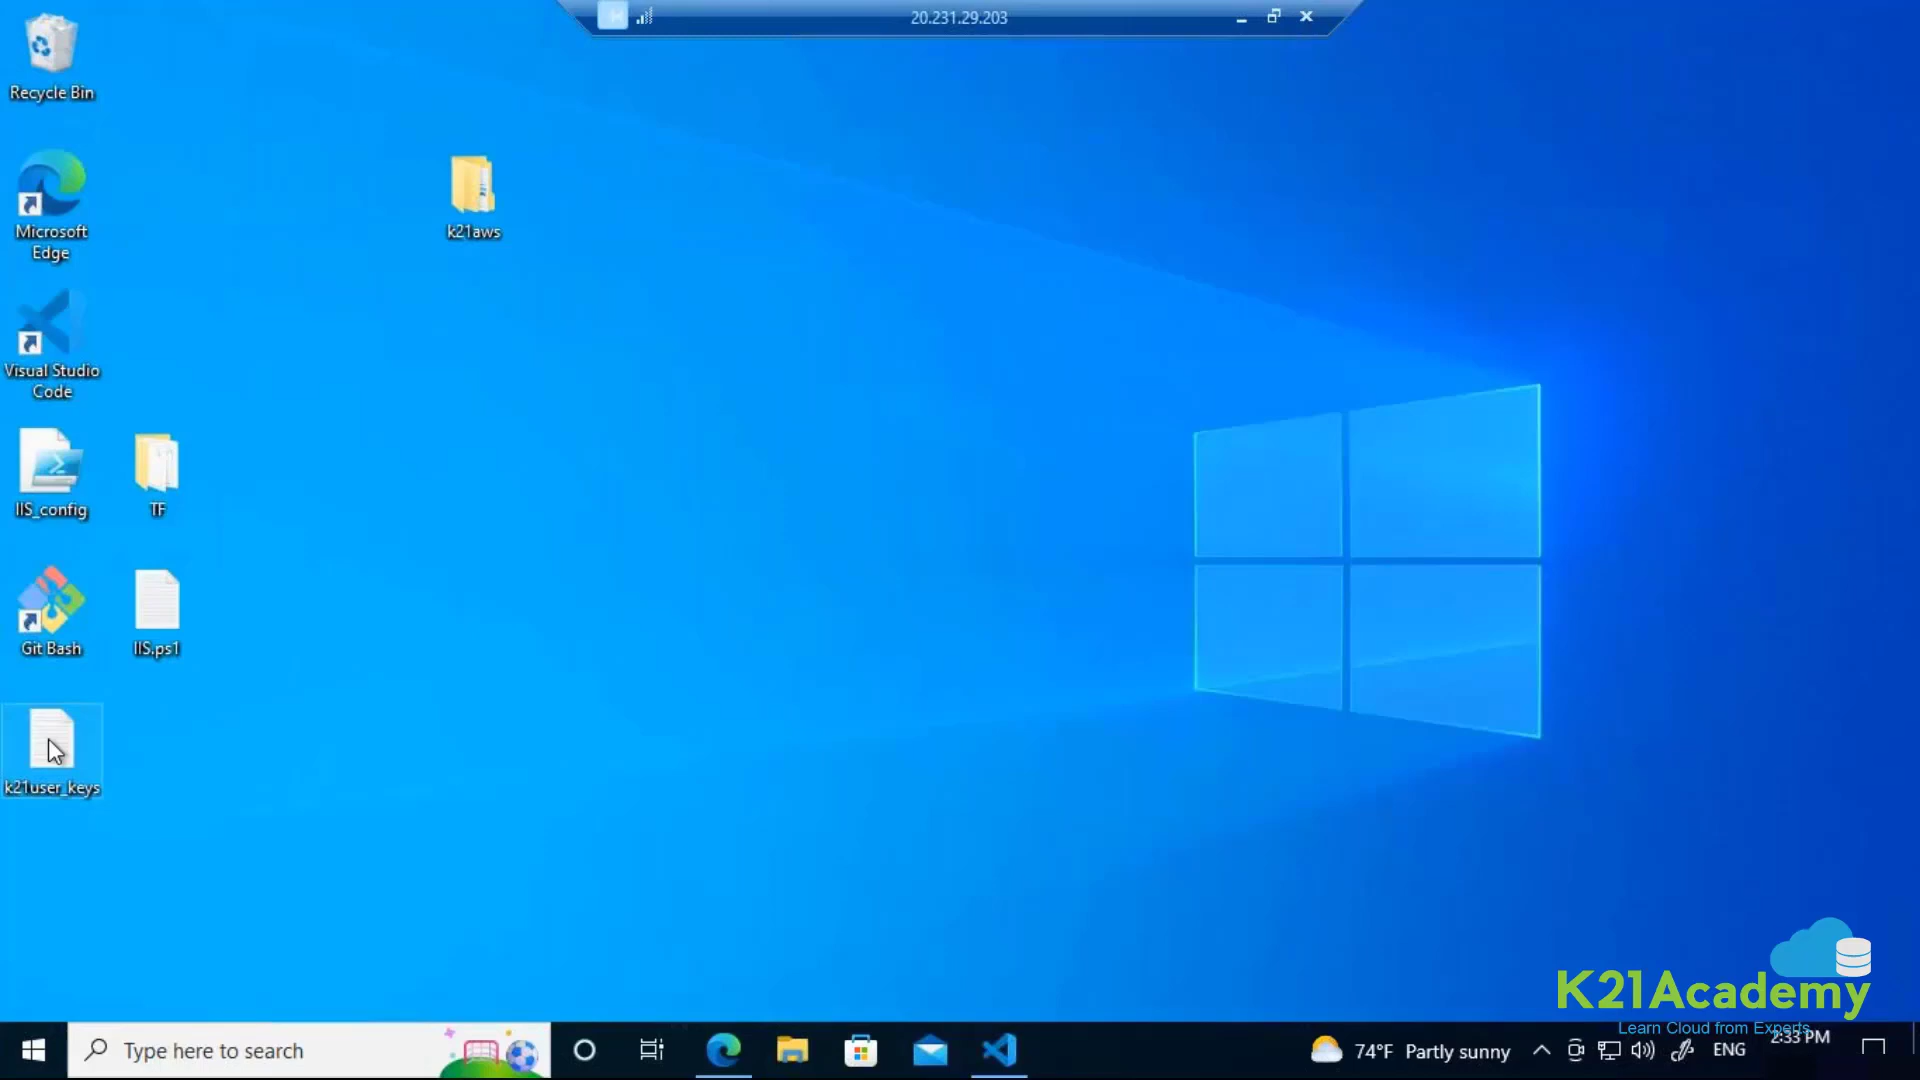 20.231.29.203
Recycle Bin
Microsoft
Edge
k21aws
Visual Studio
Code
IIS_config
TF
Git Bash
IIS.ps1
k21user_keys
K21Academy
Learn Cloud from Experts
Type here to search
74°F Partly sunny
ENG
2:33 PM